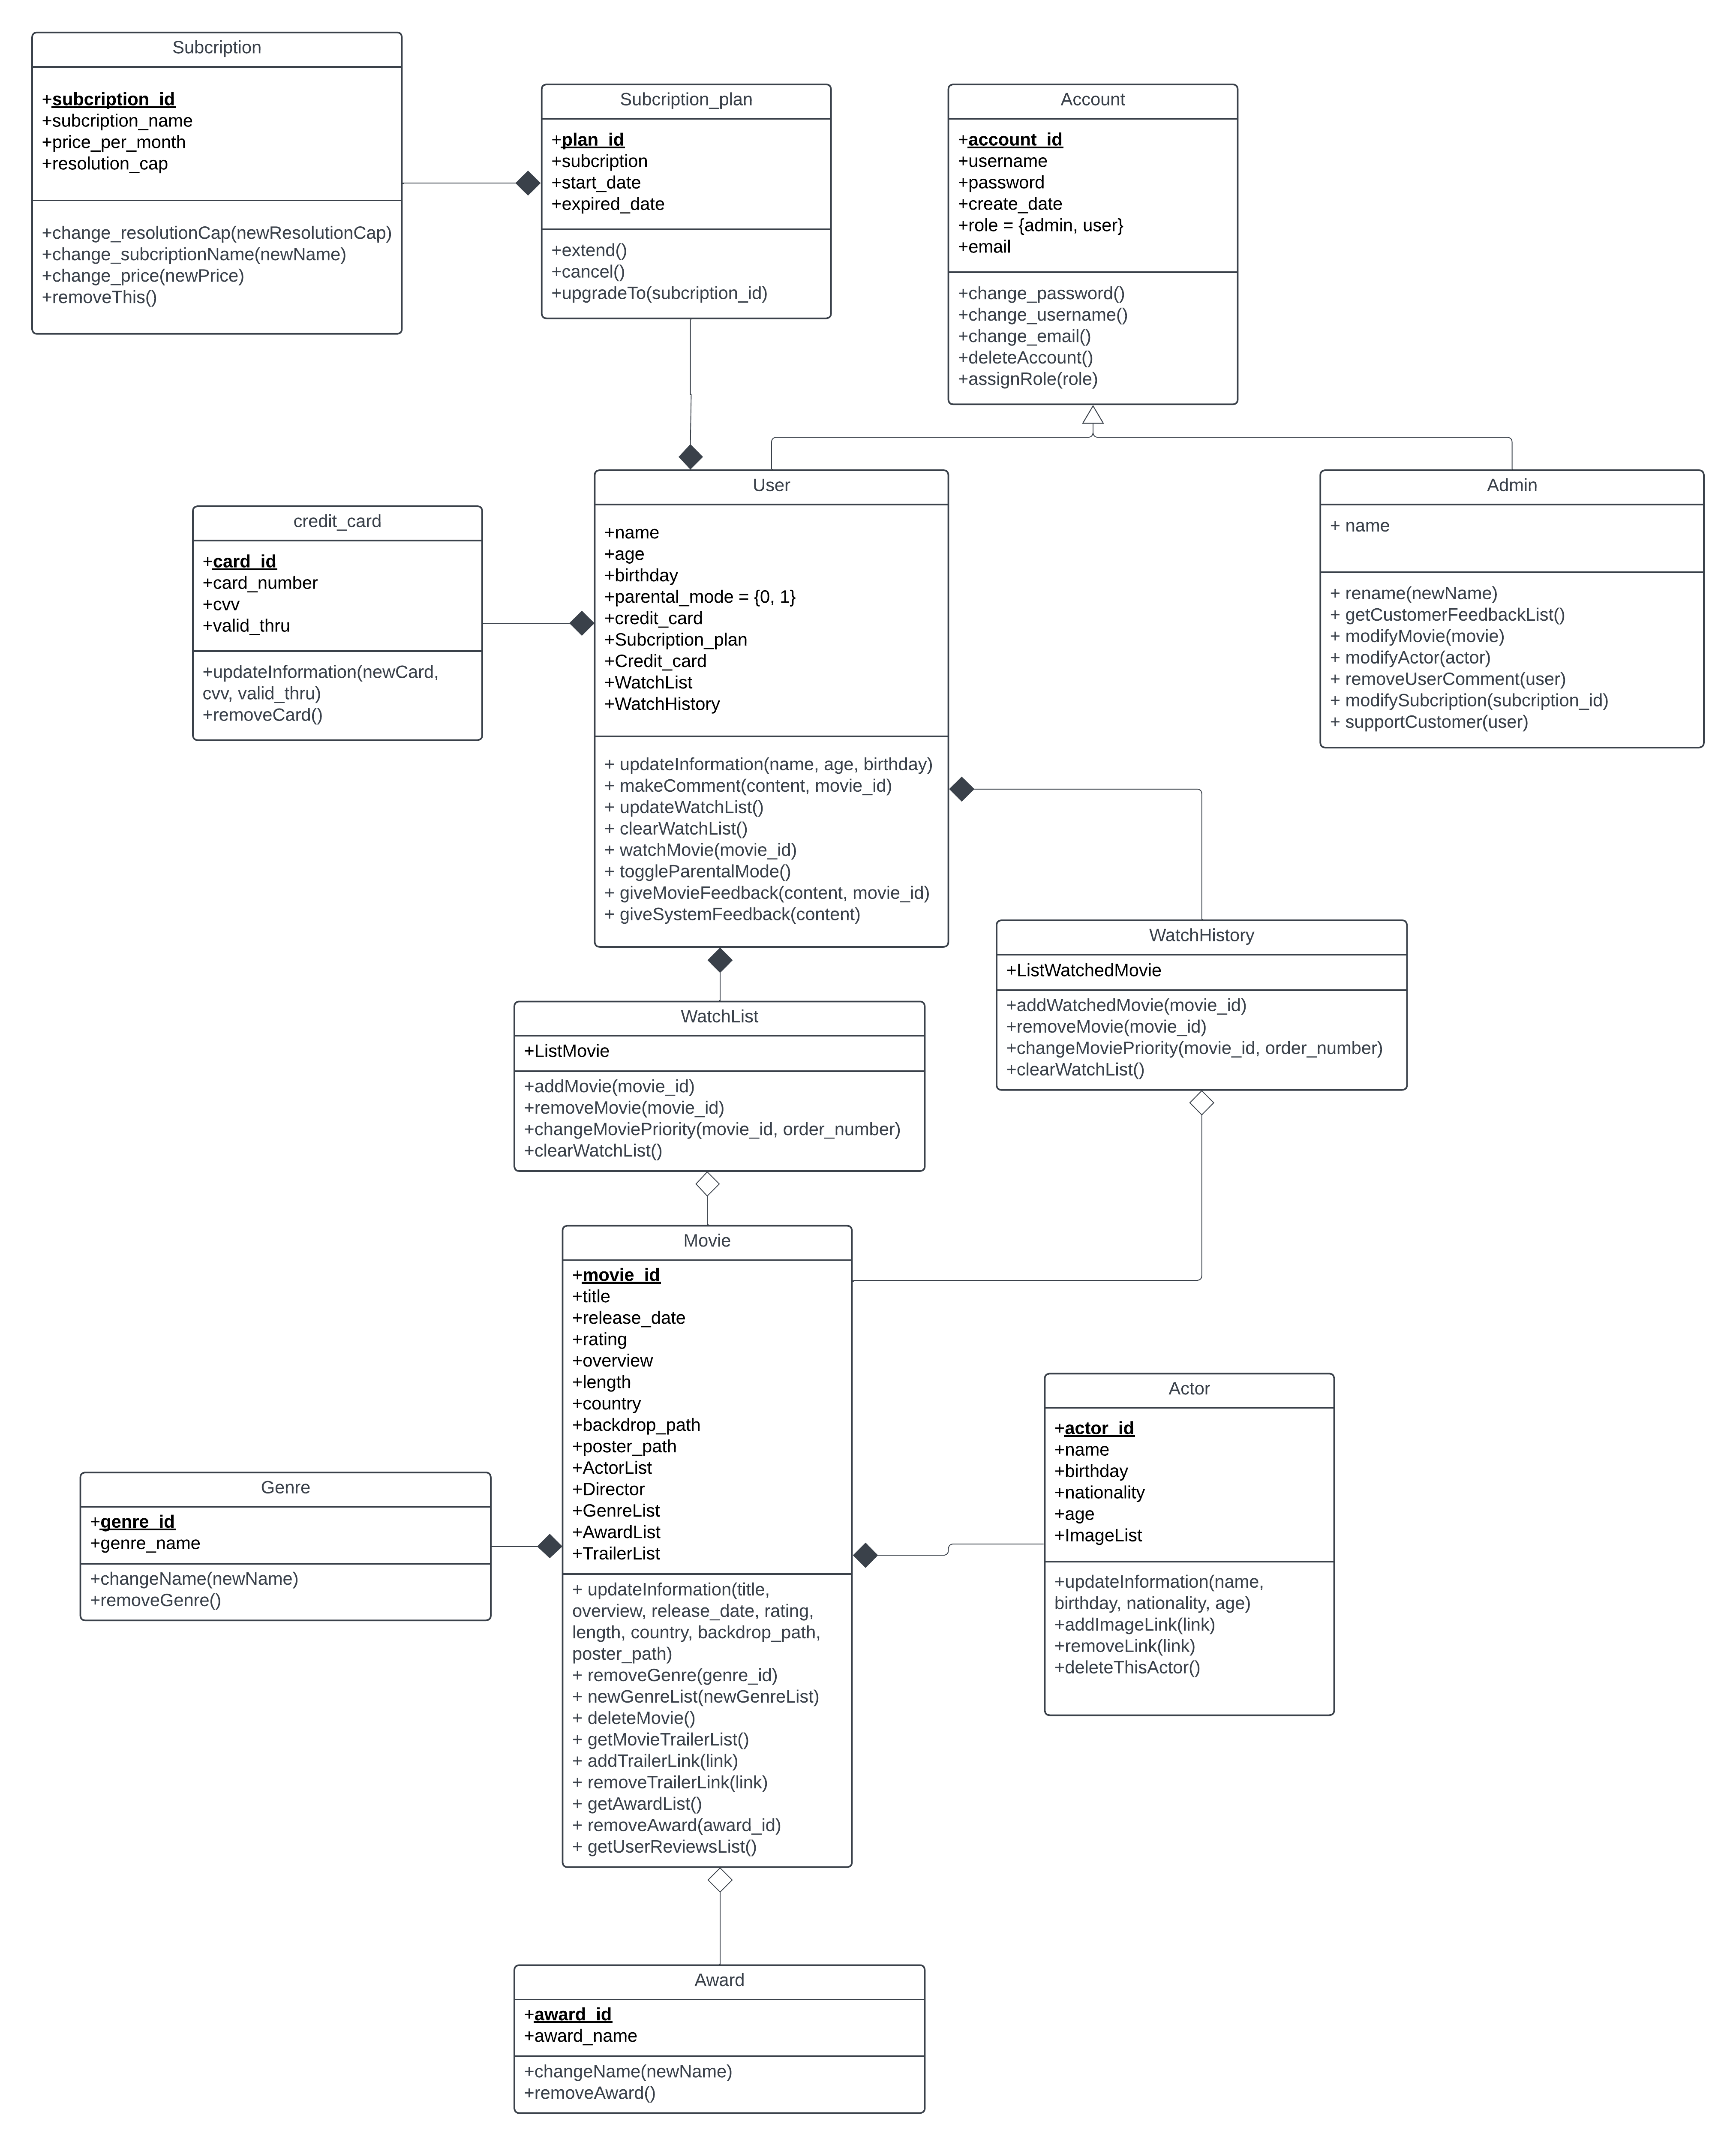 Subcription
+subcription_id
+subcription_name
+price_per_month
+resolution_cap
+change_resolutionCap(newResolutionCap)
+change_subcriptionName(newName)
+change_price(newPrice)
+removeThis()
Subcription_plan
+plan_id
+subcription
+start_date
+expired_date
+extend()
+cancel()
+upgradeTo(subcription_id)
Account
+account_id
+username
+password
+create_date
+role = {admin, user}
+email
+change_password()
+change_username()
+change_email()
+deleteAccount()
+assignRole(role)
credit_card
+card_id
+card_number
+cvv
+valid_thru
+updateInformation(newCard,
cvv, valid_thru)
+removeCard()
User
+name
+age
+birthday
+parental_mode = {0, 1}
+credit_card
+Subcription_plan
+Credit_card
+WatchList
+WatchHistory
+ updateInformation(name, age, birthday)
+ makeComment(content, movie_id)
+ updateWatchList()
+ clearWatchList()
+ watchMovie(movie_id)
+ toggleParentalMode()
+ giveMovieFeedback(content, movie_id)
+ giveSystemFeedback(content)
Admin
+ name
+ rename(newName)
+ getCustomerFeedbackList()
+ modifyMovie(movie)
+ modifyActor(actor)
+ removeUserComment(user)
+ modifySubcription(subcription_id)
+ supportCustomer(user)
WatchHistory
+ListWatchedMovie
+addWatchedMovie(movie_id)
+removeMovie(movie_id)
+changeMoviePriority(movie_id, order_number)
+clearWatchList()
WatchList
+ListMovie
+addMovie(movie_id)
+removeMovie(movie_id)
+changeMoviePriority(movie_id, order_number)
+clearWatchList()
Movie
+movie_id
+title
+release_date
+rating
+overview
+length
+country
+backdrop_path
+poster_path
+ActorList
+Director
+GenreList
+AwardList
+TrailerList
+ updateInformation(title,
overview, release_date, rating,
length, country, backdrop_path,
poster_path)
+ removeGenre(genre_id)
+ newGenreList(newGenreList)
+ deleteMovie()
+ getMovieTrailerList()
+ addTrailerLink(link)
+ removeTrailerLink(link)
+ getAwardList()
+ removeAward(award_id)
+ getUserReviewsList()
Actor
+actor_id
+name
+birthday
+nationality
+age
+ImageList
+updateInformation(name,
birthday, nationality, age)
+addImageLink(link)
+removeLink(link)
+deleteThisActor()
Genre
+genre_id
+genre_name
+changeName(newName)
+removeGenre()
Award
+award_id
+award_name
+changeName(newName)
+removeAward()